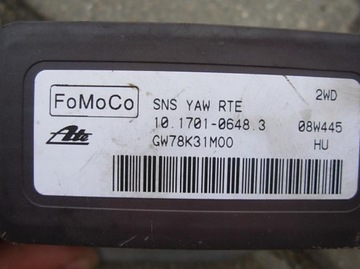 FoMoCo
SNS YAW RTE
2WD
Ate
10.1701-0648.3
08W445
GW78K31M00
HU